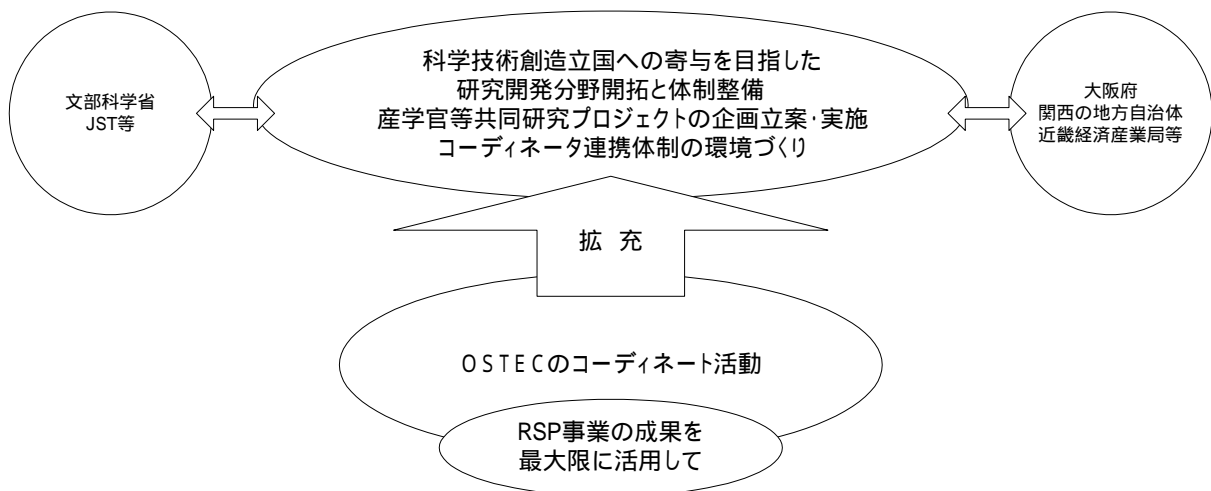 科学技術創造立国への寄与を目指した
研究開発分野開拓と体制整備
産学官等共同研究プロジェクトの企画立案・実施
コーディネータ連携体制の環境づくり
文部科学省
JST等
大阪府
関西の地方自治体
近畿経済産業局等
拡 充
OSTECのコーディネート活動
RSP事業の成果を
最大限に活用して